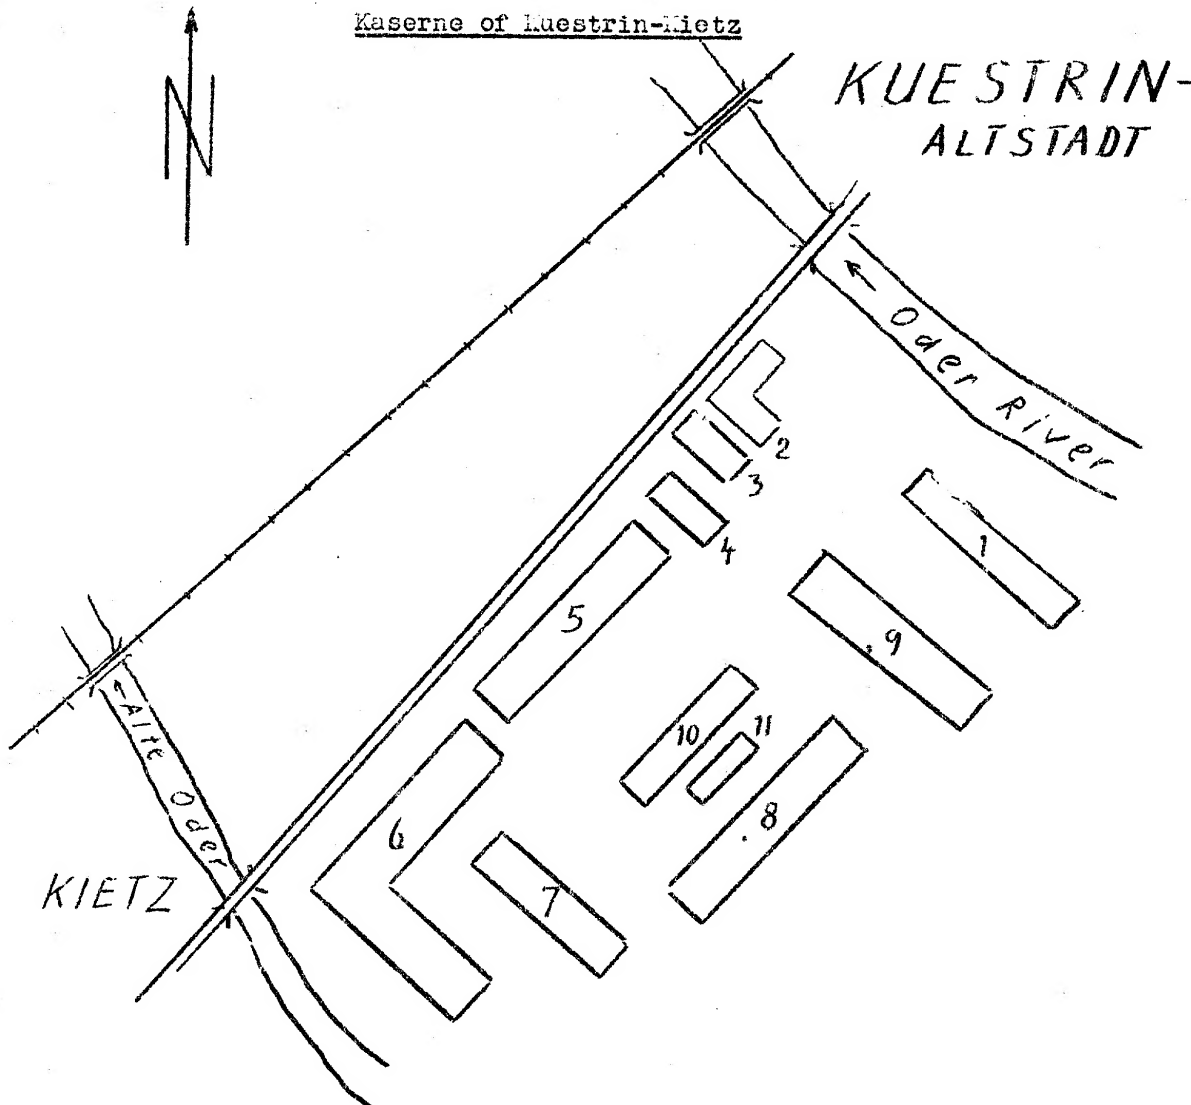 Kaserne of Kuestrin-Kietz
N
KUESTRIN-
ALTSTADT
Oder River
2
3
4
1
5
9
10
11
Alte Oder
8
6
KIETZ
7